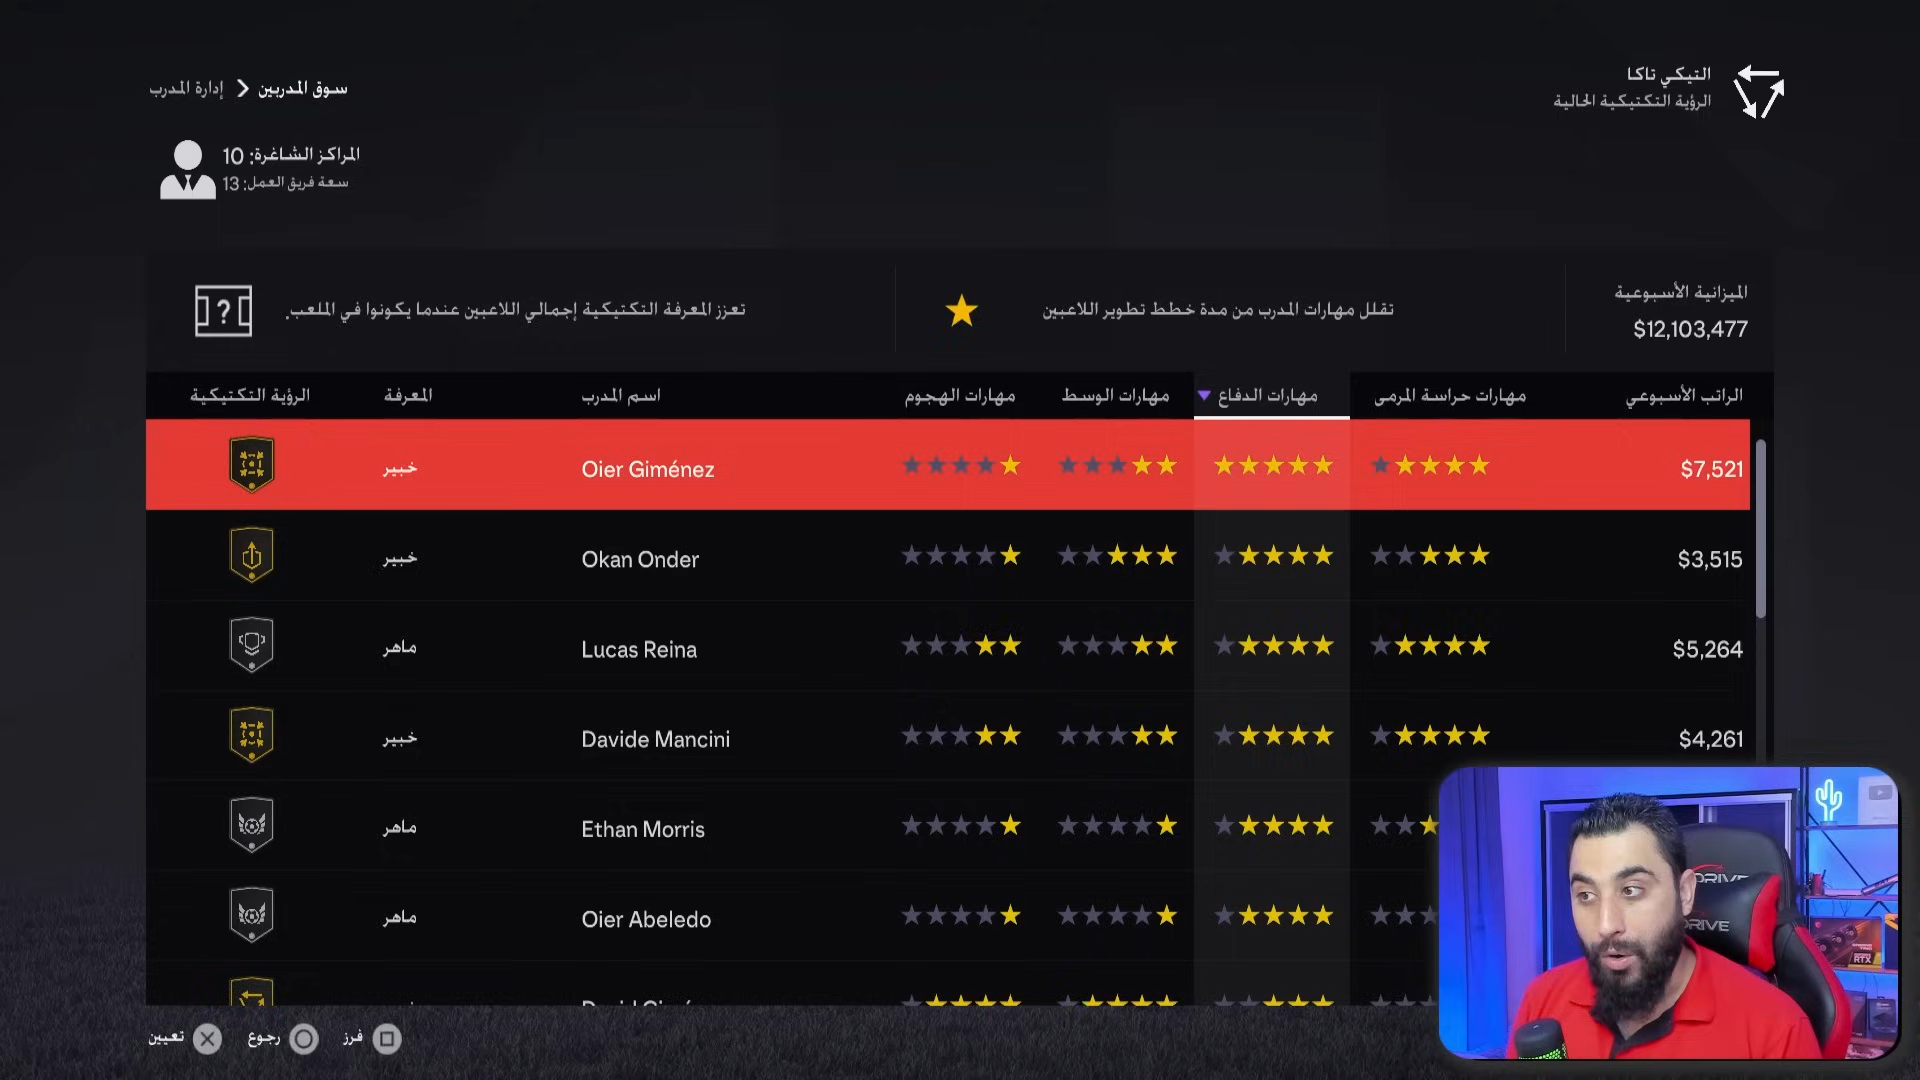 التيكي تاكا
الرؤية التكتيكية الحالية
إدارة المدرب > سوق المدربين
المراكز الشاغرة: 10
سعة فريق العمل: 13
تعزز المعرفة التكتيكية إجمالي اللاعبين عندما يكونوا في الملعب.
تقلل مهارات المدرب من مدة خطط تطوير اللاعبين
الميزانية الأسبوعية
$12,103,477
الرؤية التكتيكية المعرفة اسم المدرب مهارات الهجوم مهارات الوسط مهارات الدفاع مهارات حراسة المرمى الراتب الأسبوعي
خبير Oier Giménez $7,521
خبير Okan Onder $3,515
ماهر Lucas Reina $5,264
خبير Davide Mancini $4,261
ماهر Ethan Morris
ماهر Oier Abeledo
تعيين رجوع فرز
DRIVE
DRIVE
RTX